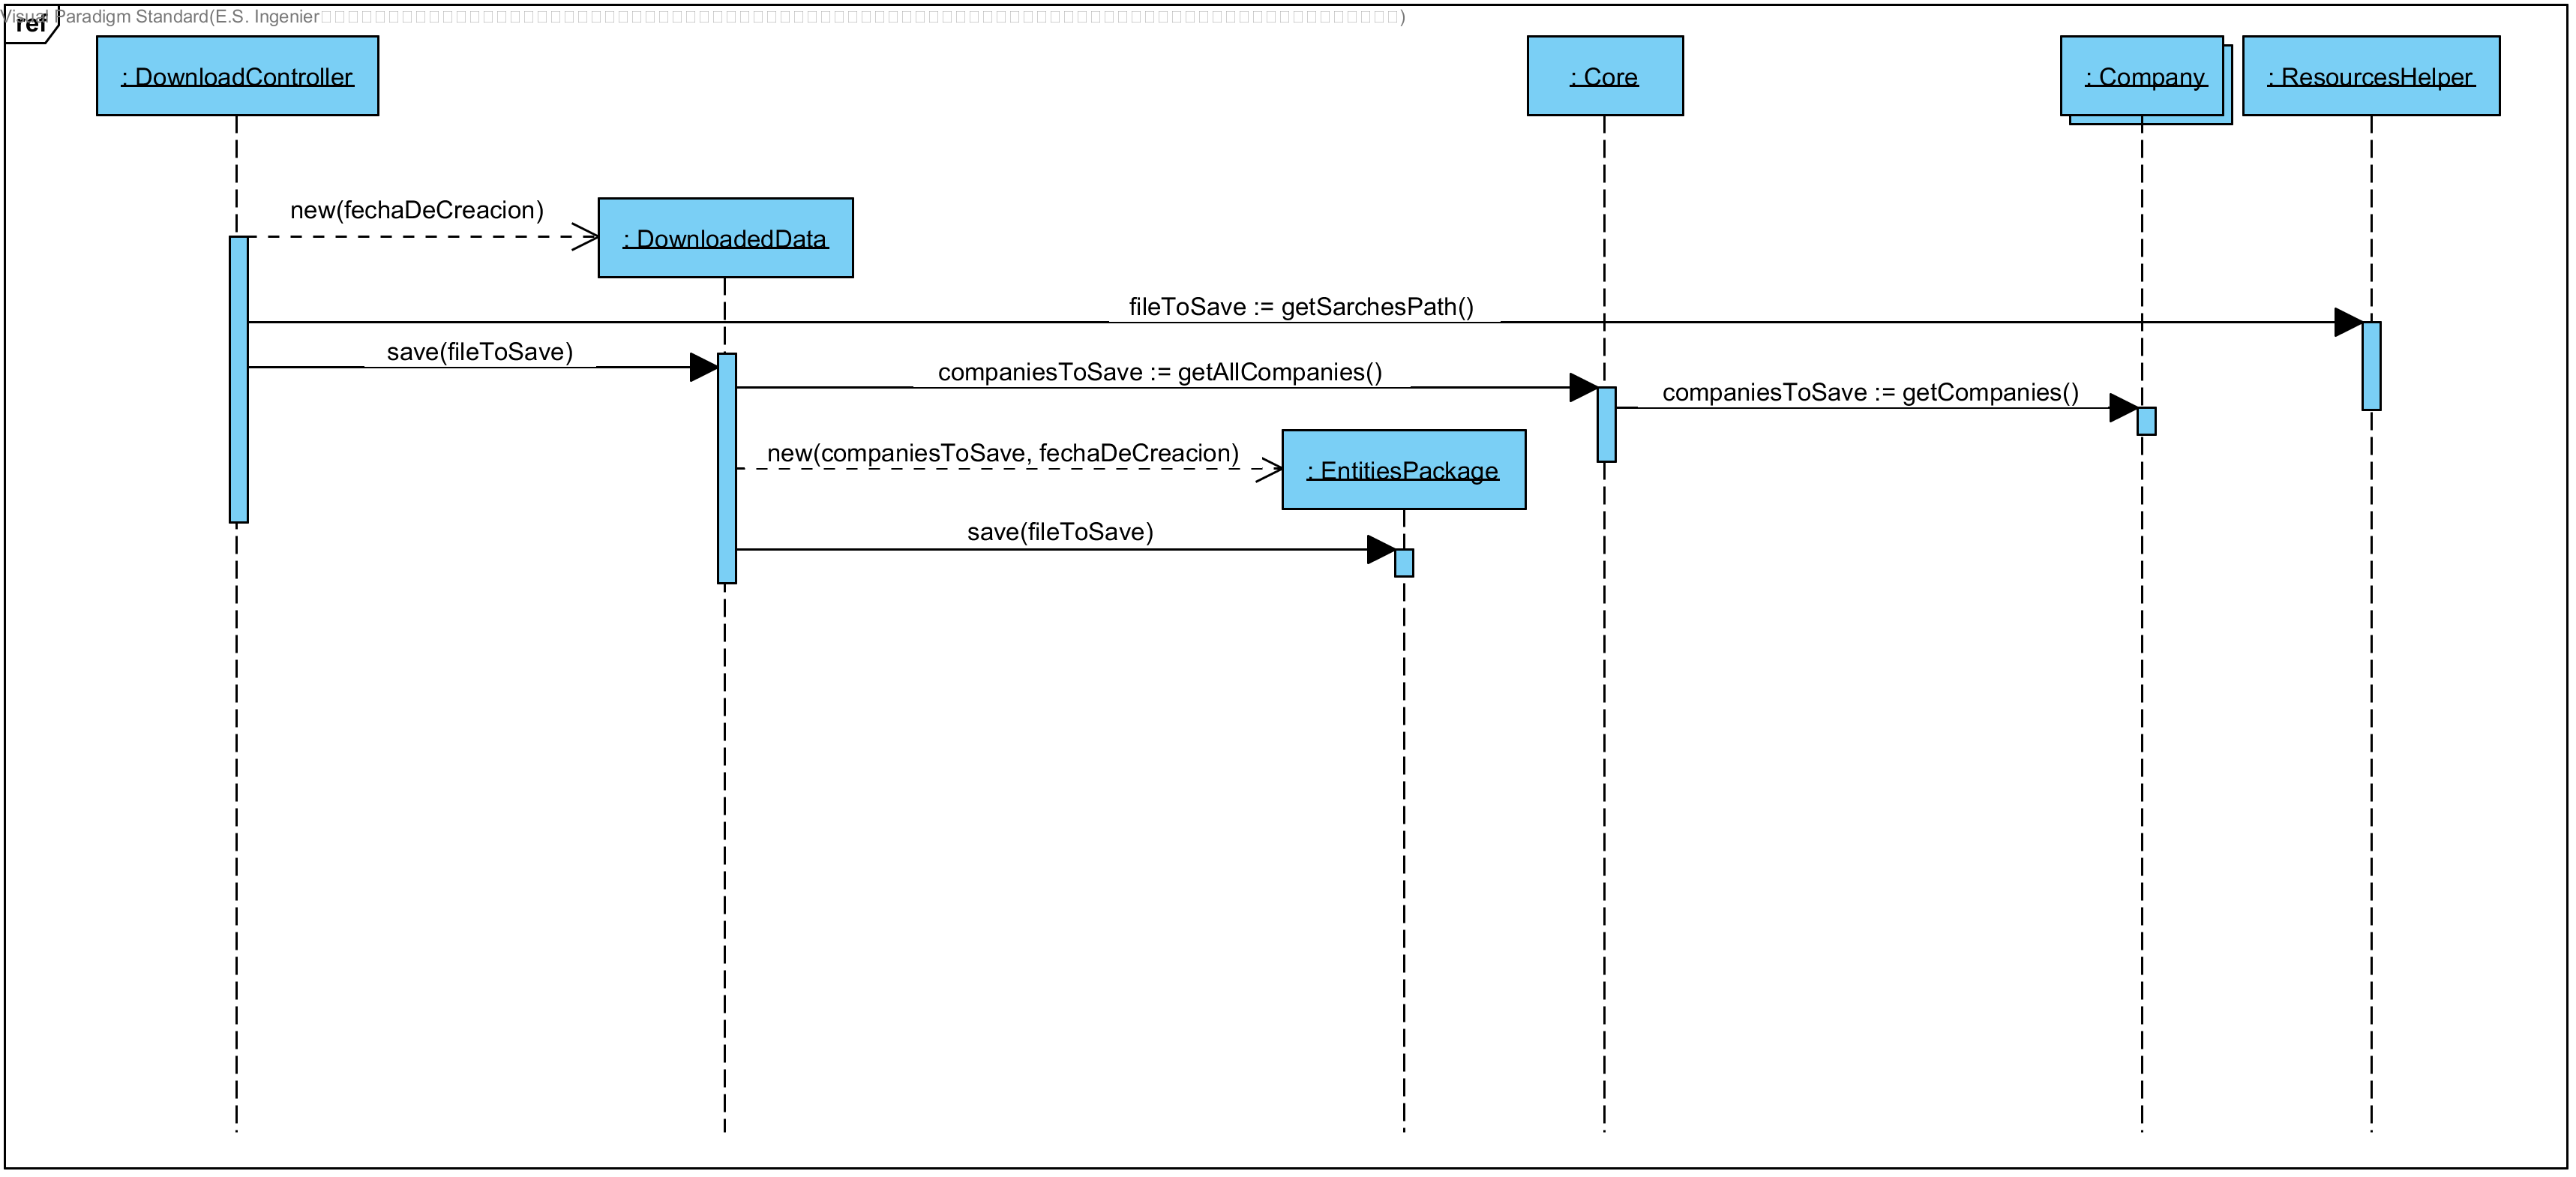 Visual Paradigm Standard(E.S. Ingenier
ref
: DownloadController
: Core
: Company
: ResourcesHelper
new(fechaDeCreacion)
: DownloadedData
fileToSave := getSarchesPath()
save(fileToSave)
companiesToSave := getAllCompanies()
companiesToSave := getCompanies()
new(companiesToSave, fechaDeCreacion)
: EntitiesPackage
save(fileToSave)